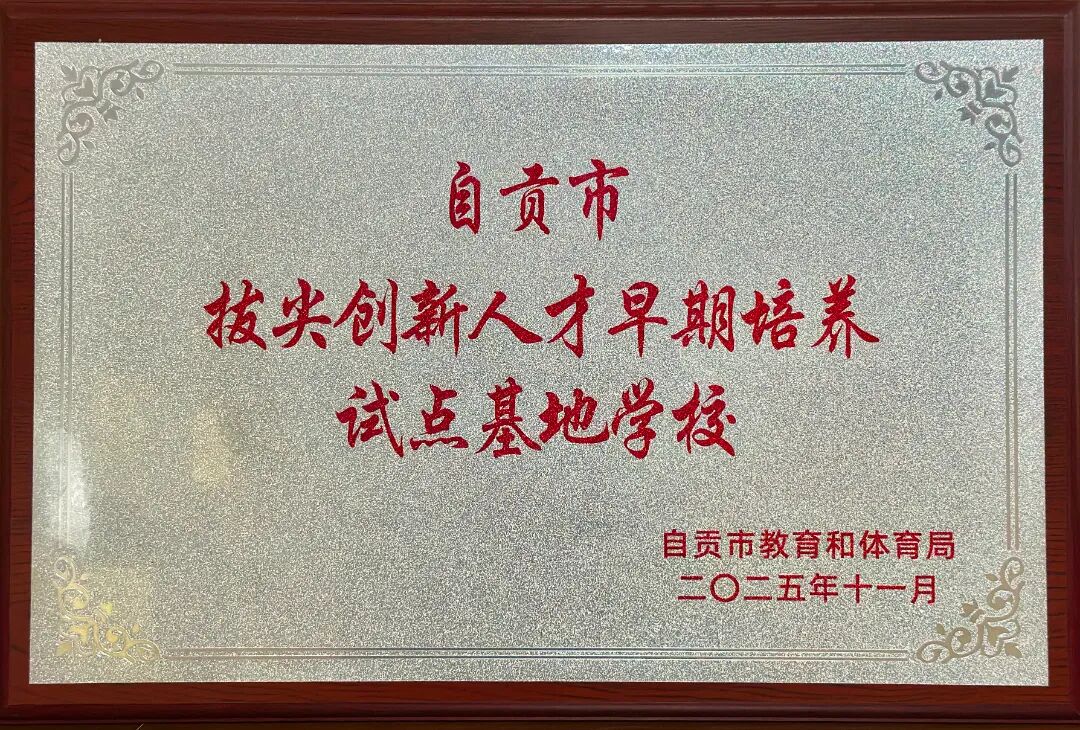 自贡市
拔尖创新人才早期培养
试点基地学校
自贡市教育和体育局
二〇二五年十一月